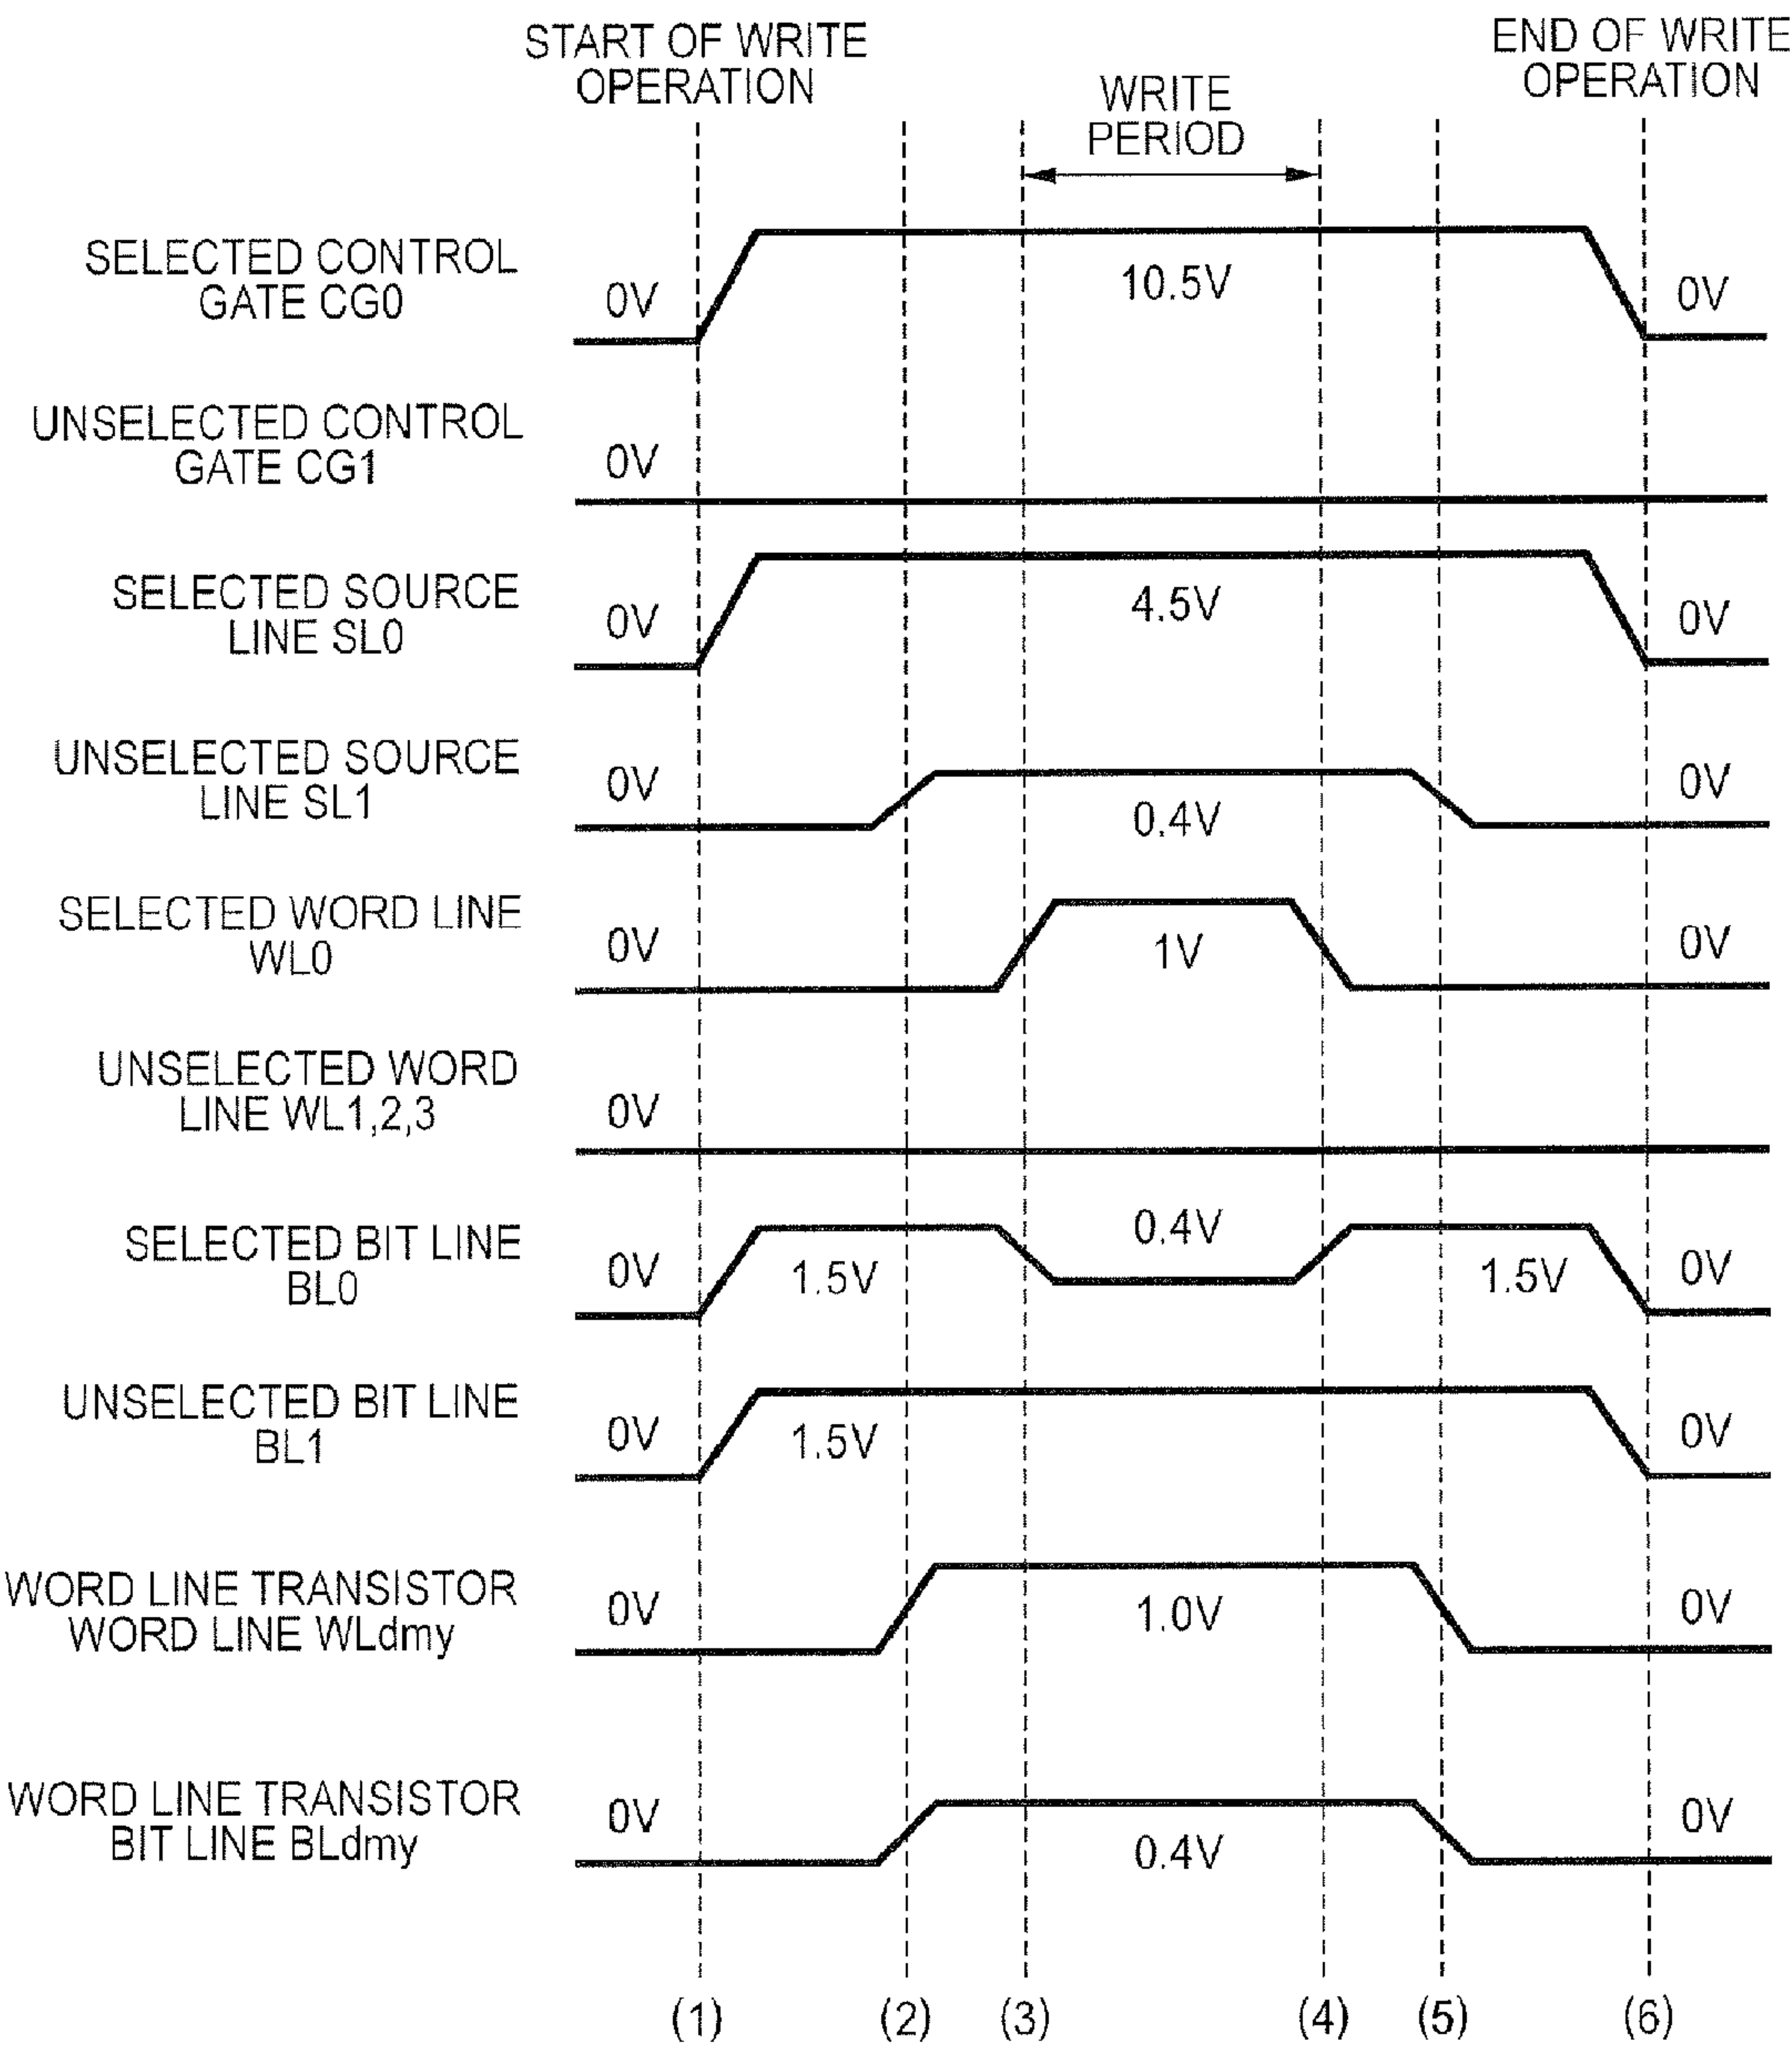 START OF WRITE
OPERATION
END OF WRITE
OPERATION
WRITE
PERIOD
SELECTED CONTROL
GATE CG0
0V
10.5V
0V
UNSELECTED CONTROL
GATE CG1
0V
SELECTED SOURCE
LINE SL0
0V
4.5V
0V
UNSELECTED SOURCE
LINE SL1
0V
0.4V
0V
SELECTED WORD LINE
WL0
0V
1V
0V
UNSELECTED WORD
LINE WL1,2,3
0V
SELECTED BIT LINE
BL0
0V
1.5V
0.4V
1.5V
0V
UNSELECTED BIT LINE
BL1
0V
1.5V
0V
WORD LINE TRANSISTOR
WORD LINE WLdmy
0V
1.0V
0V
WORD LINE TRANSISTOR
BIT LINE BLdmy
0V
0.4V
0V
(1) (2) (3) (4) (5) (6)